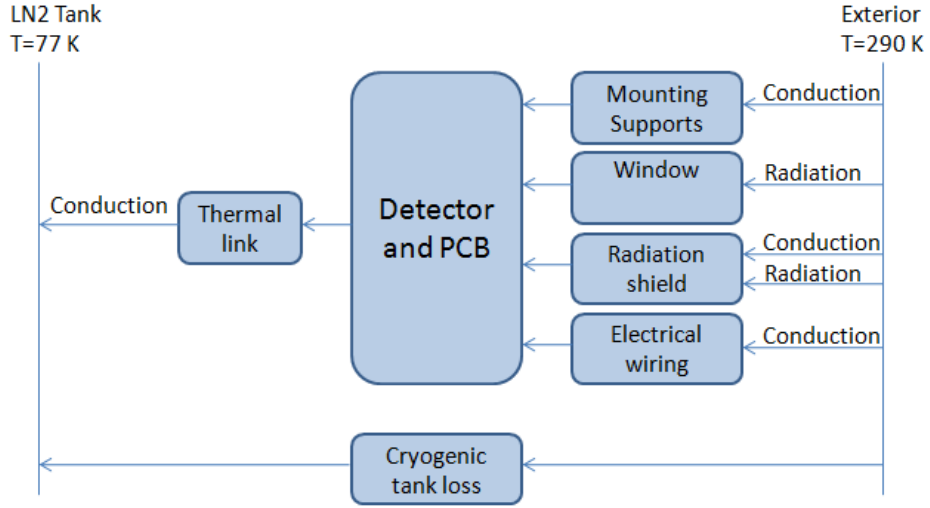 LN2 Tank
T=77 K
Exterior
T=290 K
Mounting
Supports
Conduction
Window
Radiation
Conduction
Thermal
link
Detector
and PCB
Radiation
shield
Conduction
Radiation
Electrical
wiring
Conduction
Cryogenic
tank loss